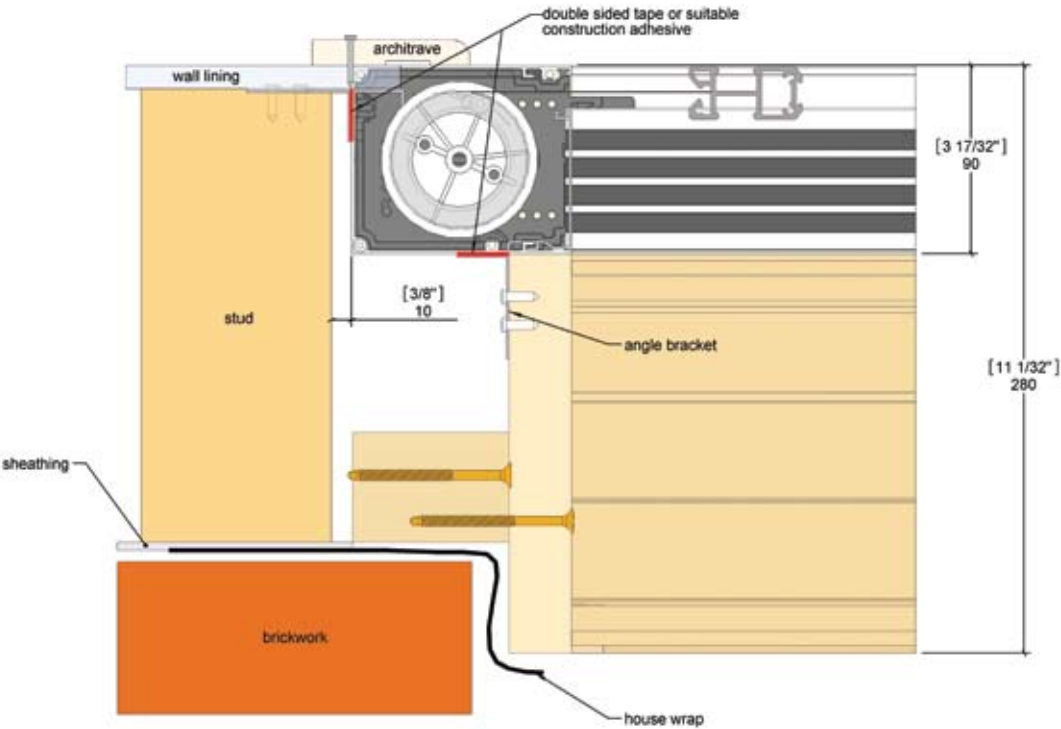 double sided tape or suitable
construction adhesive
architrave
wall lining
[3 17/32"]
90
[3/8"]
10
stud
angle bracket
[11 1/32"]
280
sheathing
brickwork
house wrap